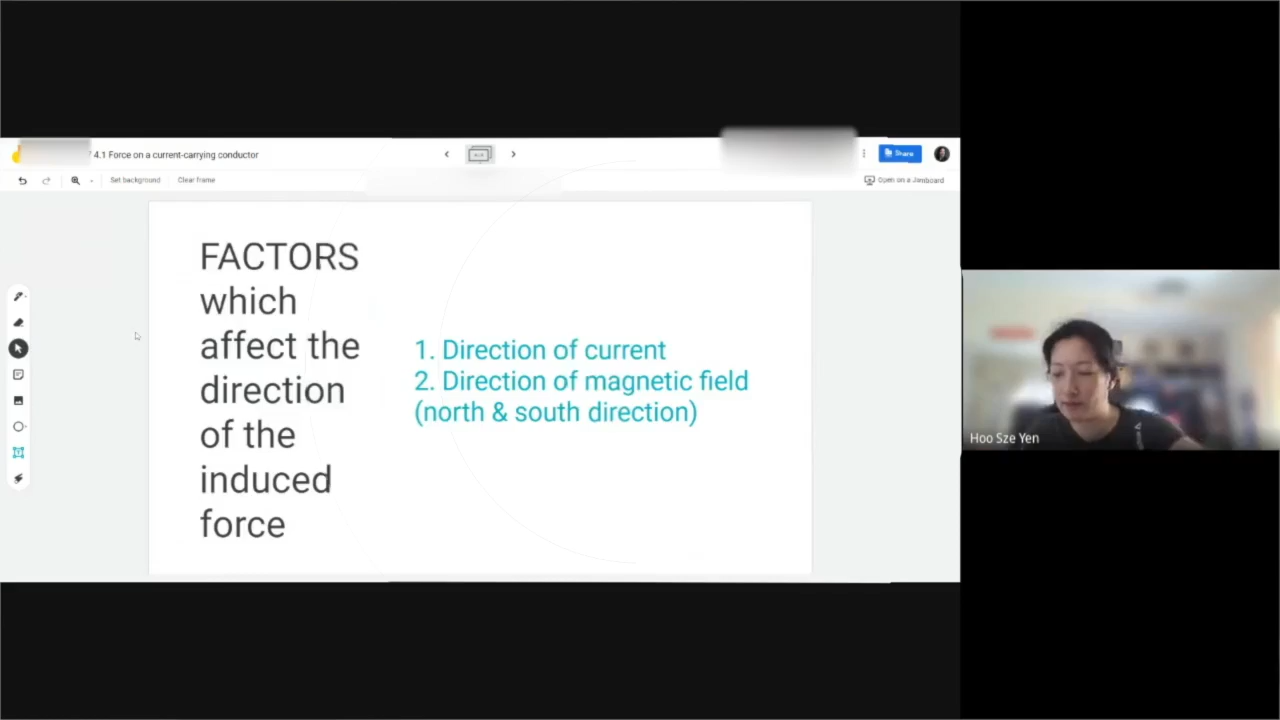 4.1 Force on a current-carrying conductor
Share
Set background
Clear frame
Open on a Jamboard
FACTORS
which
affect the
direction
of the
induced
force
1. Direction of current
2. Direction of magnetic field
(north & south direction)
Hoo Sze Yen